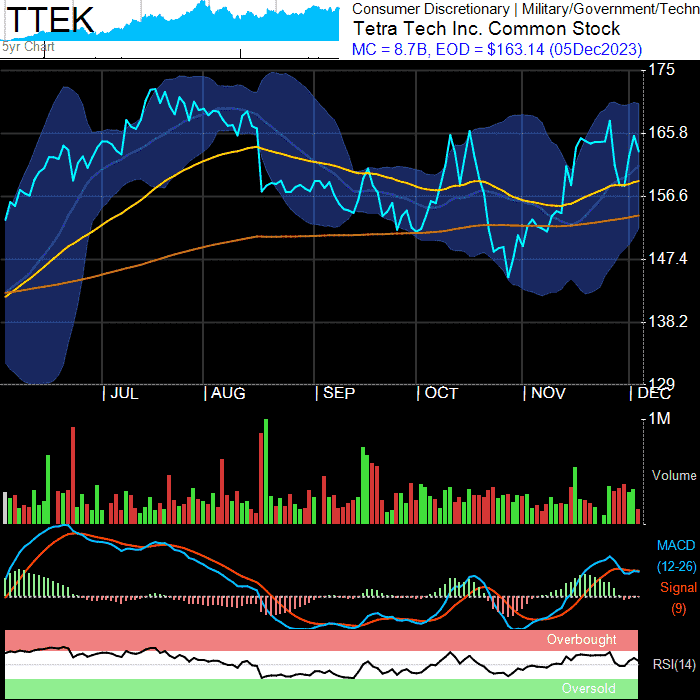 TTEK
5yr Chart
Consumer Discretionary | Military/Government/Techn
Tetra Tech Inc. Common Stock
MC = 8.7B, EOD = $163.14 (05Dec2023)
175
165.8
156.6
147.4
138.2
129
JUL
AUG
SEP
OCT
NOV
DEC
1M
Volume
MACD
(12-26)
Signal
(9)
Overbought
RSI(14)
Oversold